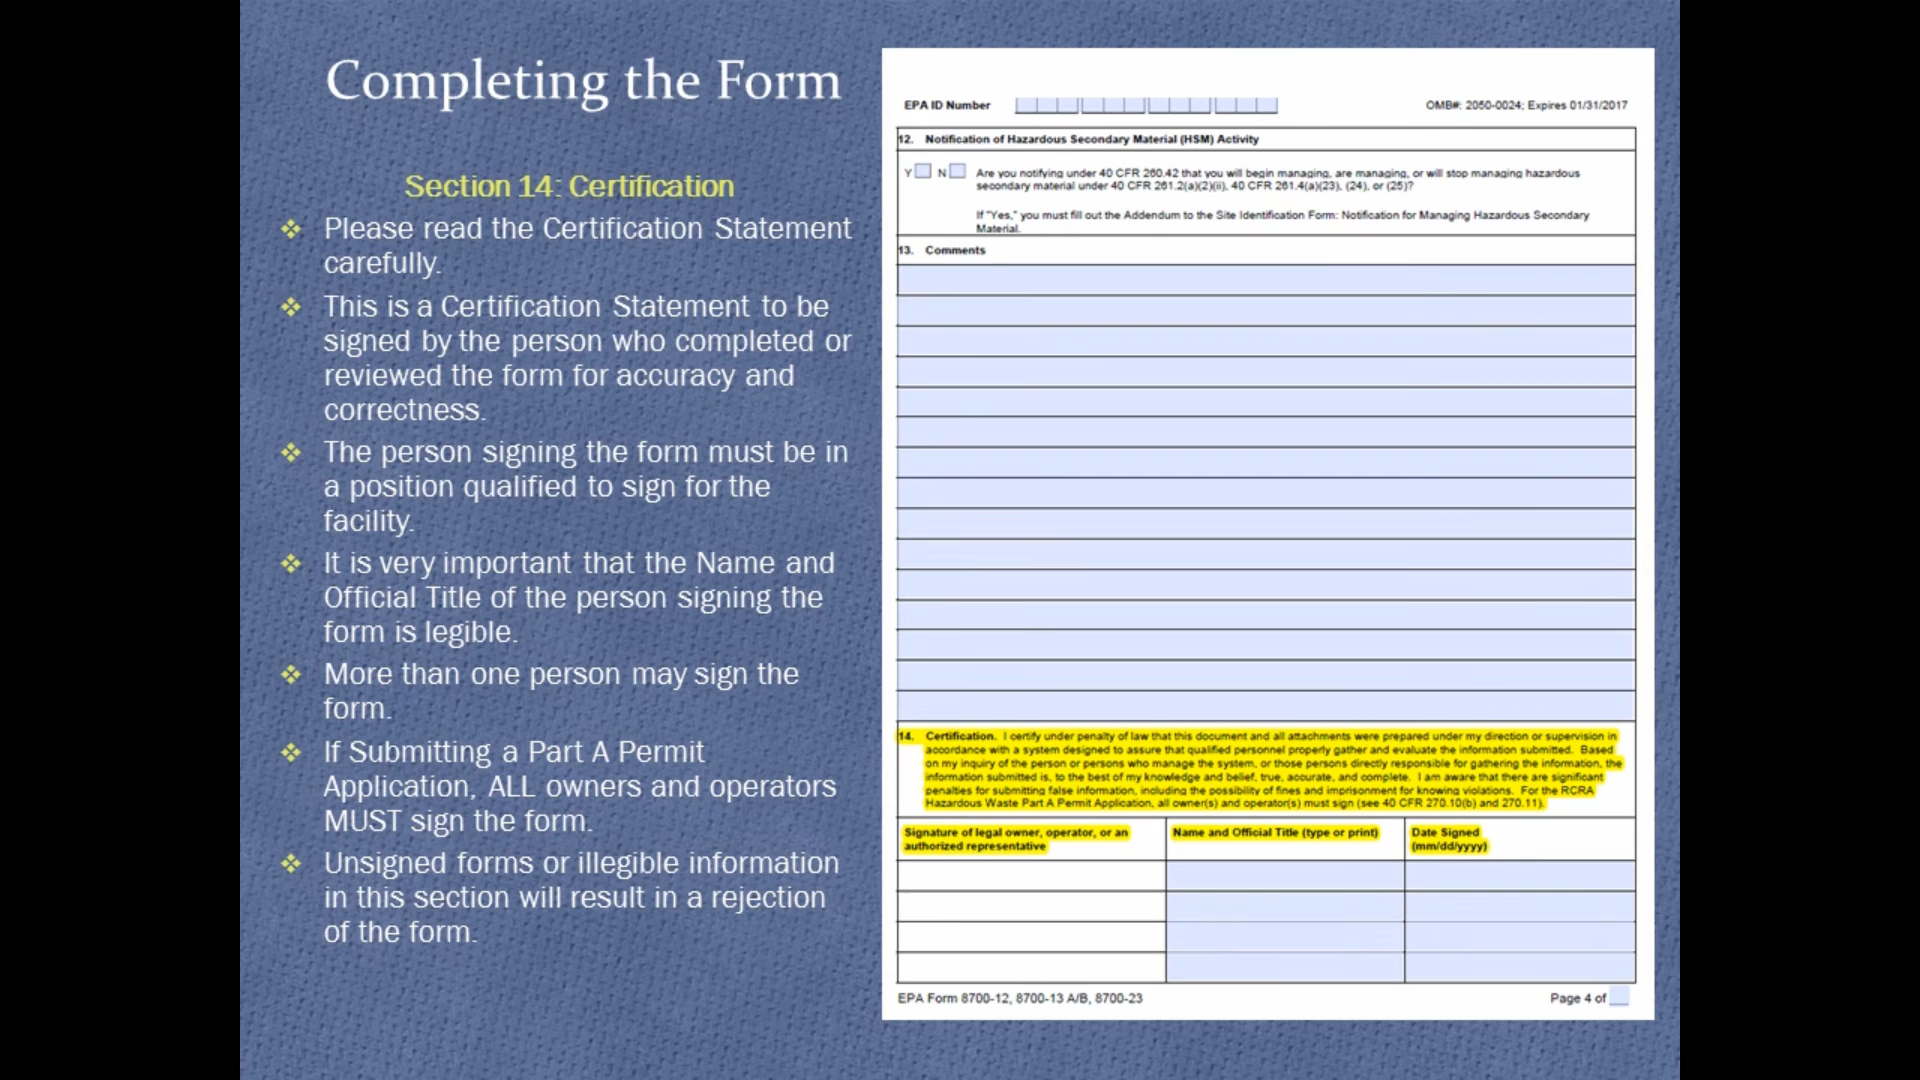 Completing the Form
Section 14: Certification
❖ Please read the Certification Statement
carefully.
❖ This is a Certification Statement to be
signed by the person who completed or
reviewed the form for accuracy and
correctness.
❖ The person signing the form must be in
a position qualified to sign for the
facility.
❖ It is very important that the Name and
Official Title of the person signing the
form is legible.
❖ More than one person may sign the
form.
❖ If Submitting a Part A Permit
Application, ALL owners and operators
MUST sign the form.
❖ Unsigned forms or illegible information
in this section will result in a rejection
of the form.
EPA ID Number OMB#: 2050-0024; Expires 01/31/2017
12. Notification of Hazardous Secondary Material (HSM) Activity
Y N Are you notifying under 40 CFR 260.42 that you will begin managing, are managing, or will stop managing hazardous
secondary material under 40 CFR 261.2(a)(2)(ii), 40 CFR 261.4(a)(23), (24), or (25)?
If "Yes," you must fill out the Addendum to the Site Identification Form: Notification for Managing Hazardous Secondary
Material.
13. Comments
14. Certification. I certify under penalty of law that this document and all attachments were prepared under my direction or supervision in
accordance with a system designed to assure that qualified personnel properly gather and evaluate the information submitted. Based
on my inquiry of the person or persons who manage the system, or those persons directly responsible for gathering the information, the
information submitted is, to the best of my knowledge and belief, true, accurate, and complete. I am aware that there are significant
penalties for submitting false information, including the possibility of fines and imprisonment for knowing violations. For the RCRA
Hazardous Waste Part A Permit Application, all owner(s) and operator(s) must sign (see 40 CFR 270.10(b) and 270.11).
Signature of legal owner, operator, or an
authorized representative
Name and Official Title (type or print)
Date Signed
(mm/dd/yyyy)
EPA Form 8700-12, 8700-13 A/B, 8700-23 Page 4 of